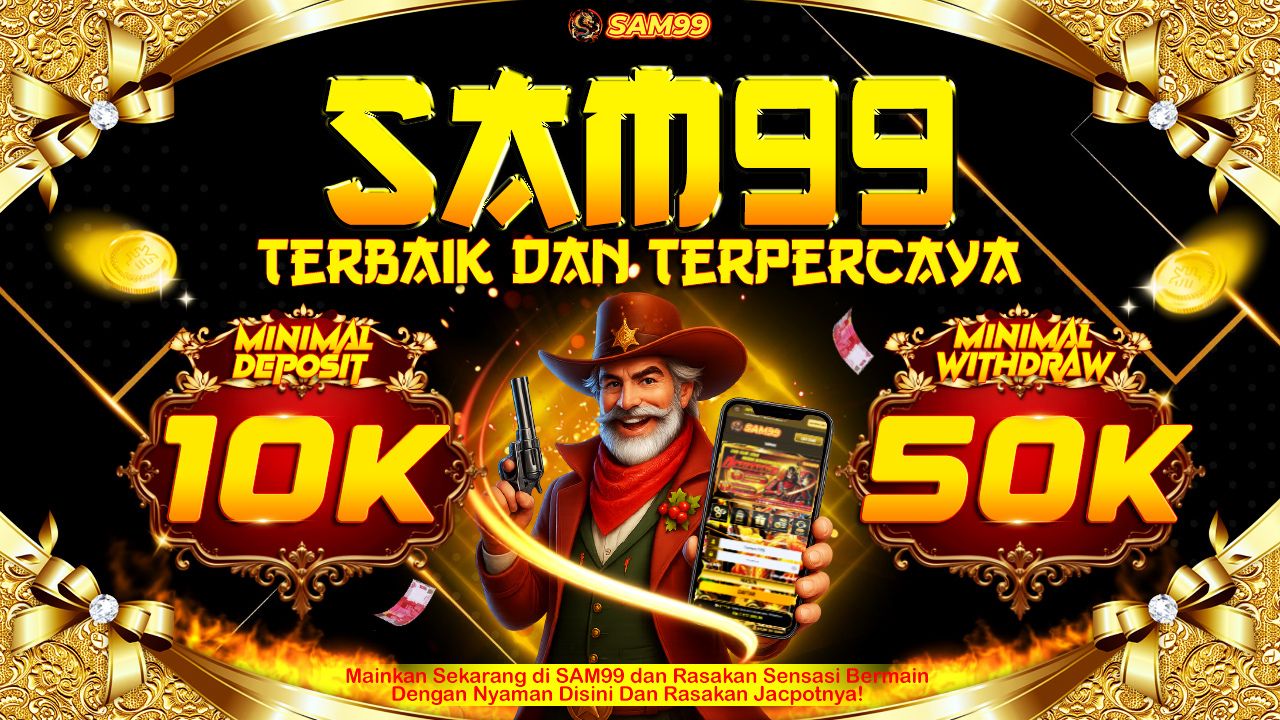 SAM99
SAM99
TERBAIK DAN TERPERCAYA
MINIMAL
DEPOSIT
10K
MINIMAL
WITHDRAW
50K
SAM99
Mainkan Sekarang di SAM99 dan Rasakan Sensasi Bermain
Dengan Nyaman Disini Dan Rasakan Jacpotnya!